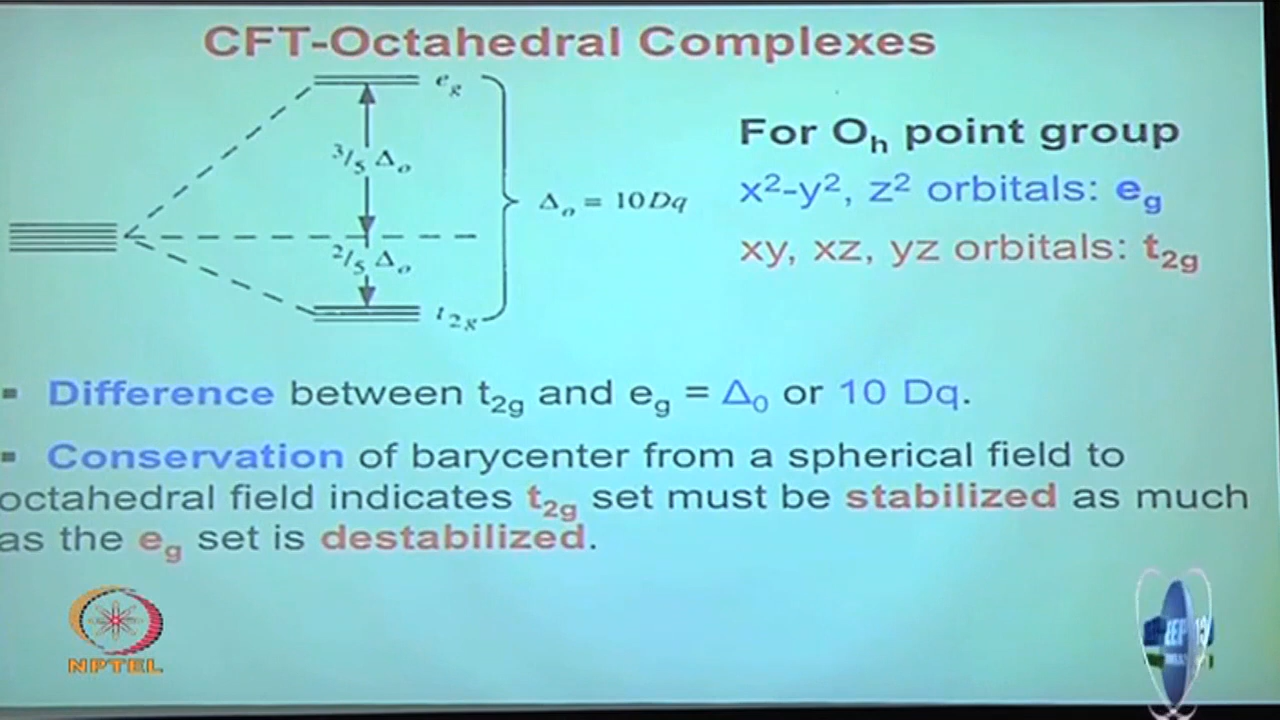 CFT-Octahedral Complexes
e_g
3/5 Δ_o
Δ_o = 10Dq
2/5 Δ_o
t_2g
For O_h point group
x²-y², z² orbitals: e_g
xy, xz, yz orbitals: t_2g
▪ Difference between t_2g and e_g = Δ_0 or 10 Dq.
▪ Conservation of barycenter from a spherical field to
octahedral field indicates t_2g set must be stabilized as much
as the e_g set is destabilized.
NPTEL